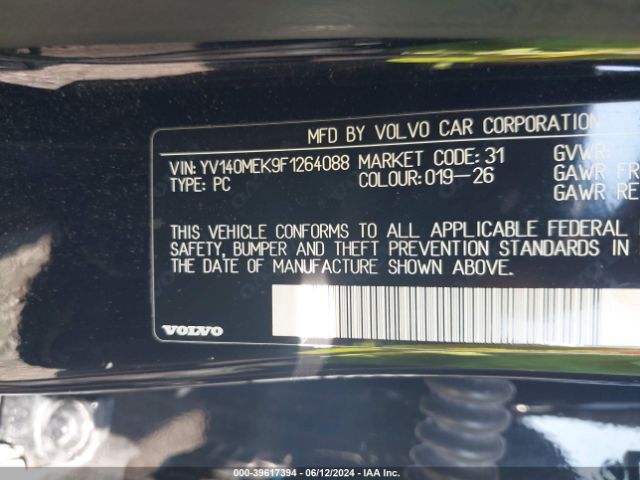 MFD BY VOLVO CAR CORPORATION
VIN: YV140MEK9F1264088 MARKET CODE: 31 GVWR:
TYPE: PC COLOUR: 019-26 GAWR FR
GAWR RE
THIS VEHICLE CONFORMS TO ALL APPLICABLE FEDERAL
SAFETY, BUMPER AND THEFT PREVENTION STANDARDS IN
THE DATE OF MANUFACTURE SHOWN ABOVE.
VOLVO
000-39617394 - 06/12/2024 - IAA Inc.